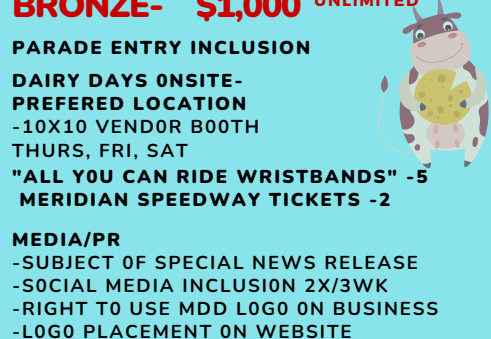 BRONZE- $1,000 UNLIMITED
PARADE ENTRY INCLUSION
DAIRY DAYS 0NSITE-
PREFERED LOCATION
-10X10 VEND0R B00TH
THURS, FRI, SAT
"ALL Y0U CAN RIDE WRISTBANDS" -5
MERIDIAN SPEEDWAY TICKETS -2
MEDIA/PR
-SUBJECT 0F SPECIAL NEWS RELEASE
-S0CIAL MEDIA INCLUSI0N 2X/3WK
-RIGHT T0 USE MDD L0G0 0N BUSINESS
-L0G0 PLACEMENT 0N WEBSITE